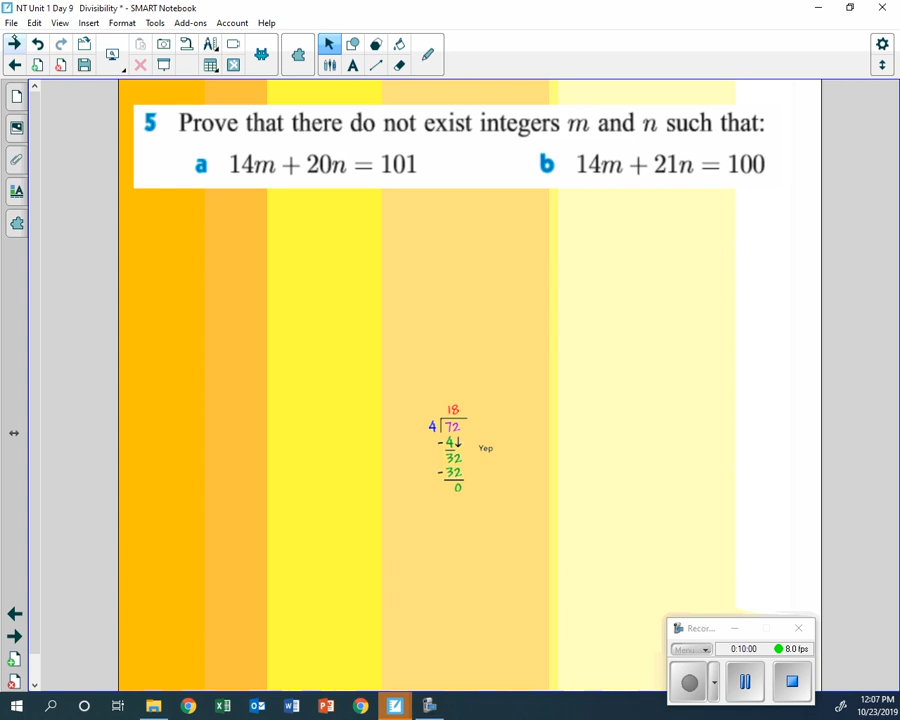 NT Unit 1 Day 9 Divisibility * - SMART Notebook
File Edit View Insert Format Tools Add-ons Account Help
5 Prove that there do not exist integers m and n such that:
a 14m + 20n = 101 b 14m + 21n = 100
18
4 72
- 4↓
Yep
32
- 32
0
Recor...
Menu... 0:10:00 8.0 fps
12:07 PM
10/23/2019